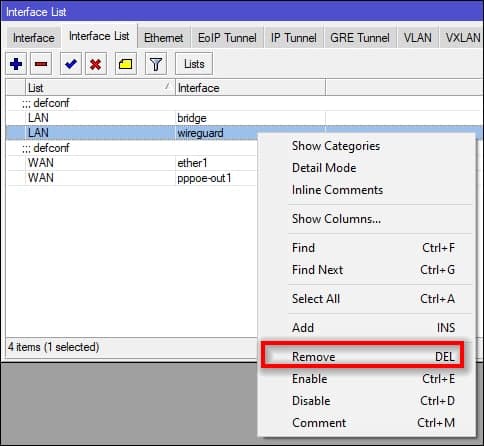 Interface List
Interface Interface List Ethernet EoIP Tunnel IP Tunnel GRE Tunnel VLAN VXLAN
Lists
List Interface
;;; defconf
LAN bridge
LAN wireguard
;;; defconf
WAN ether1
WAN pppoe-out1
4 items (1 selected)
Show Categories
Detail Mode
Inline Comments
Show Columns...
Find Ctrl+F
Find Next Ctrl+G
Select All Ctrl+A
Add INS
Remove DEL
Enable Ctrl+E
Disable Ctrl+D
Comment Ctrl+M